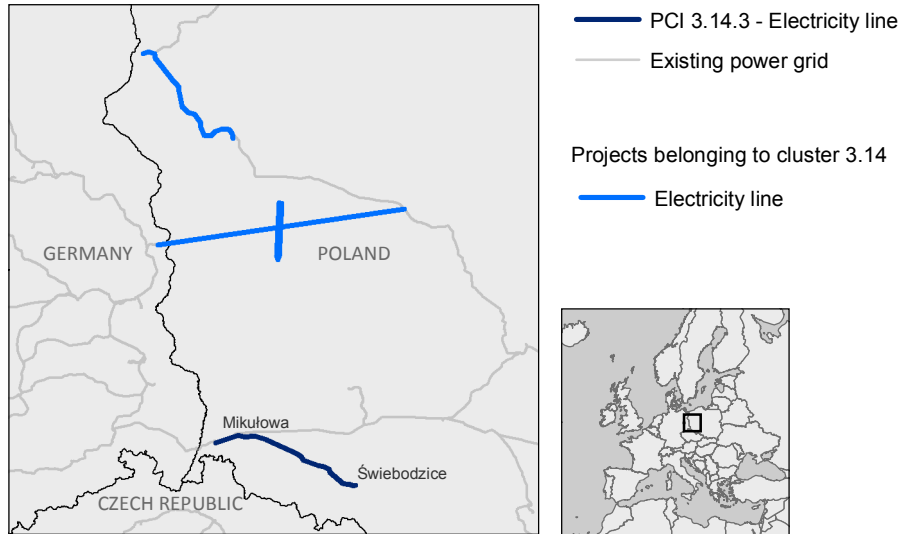 PCI 3.14.3 - Electricity line
Existing power grid
Projects belonging to cluster 3.14
Electricity line
GERMANY
POLAND
Mikułowa
Świebodzice
CZECH REPUBLIC